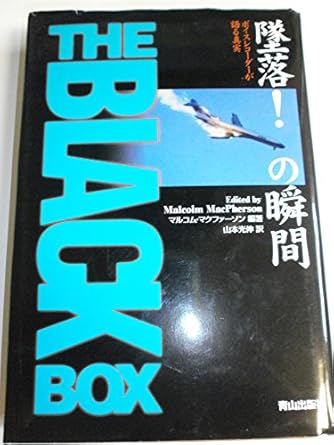 墜落!の瞬間
ボイスレコーダーが
語る真実
THE
BLACK
BOX
Edited by
Malcolm MacPherson
マルコム・マクファーソン 編著
山本光伸 訳
青山出版